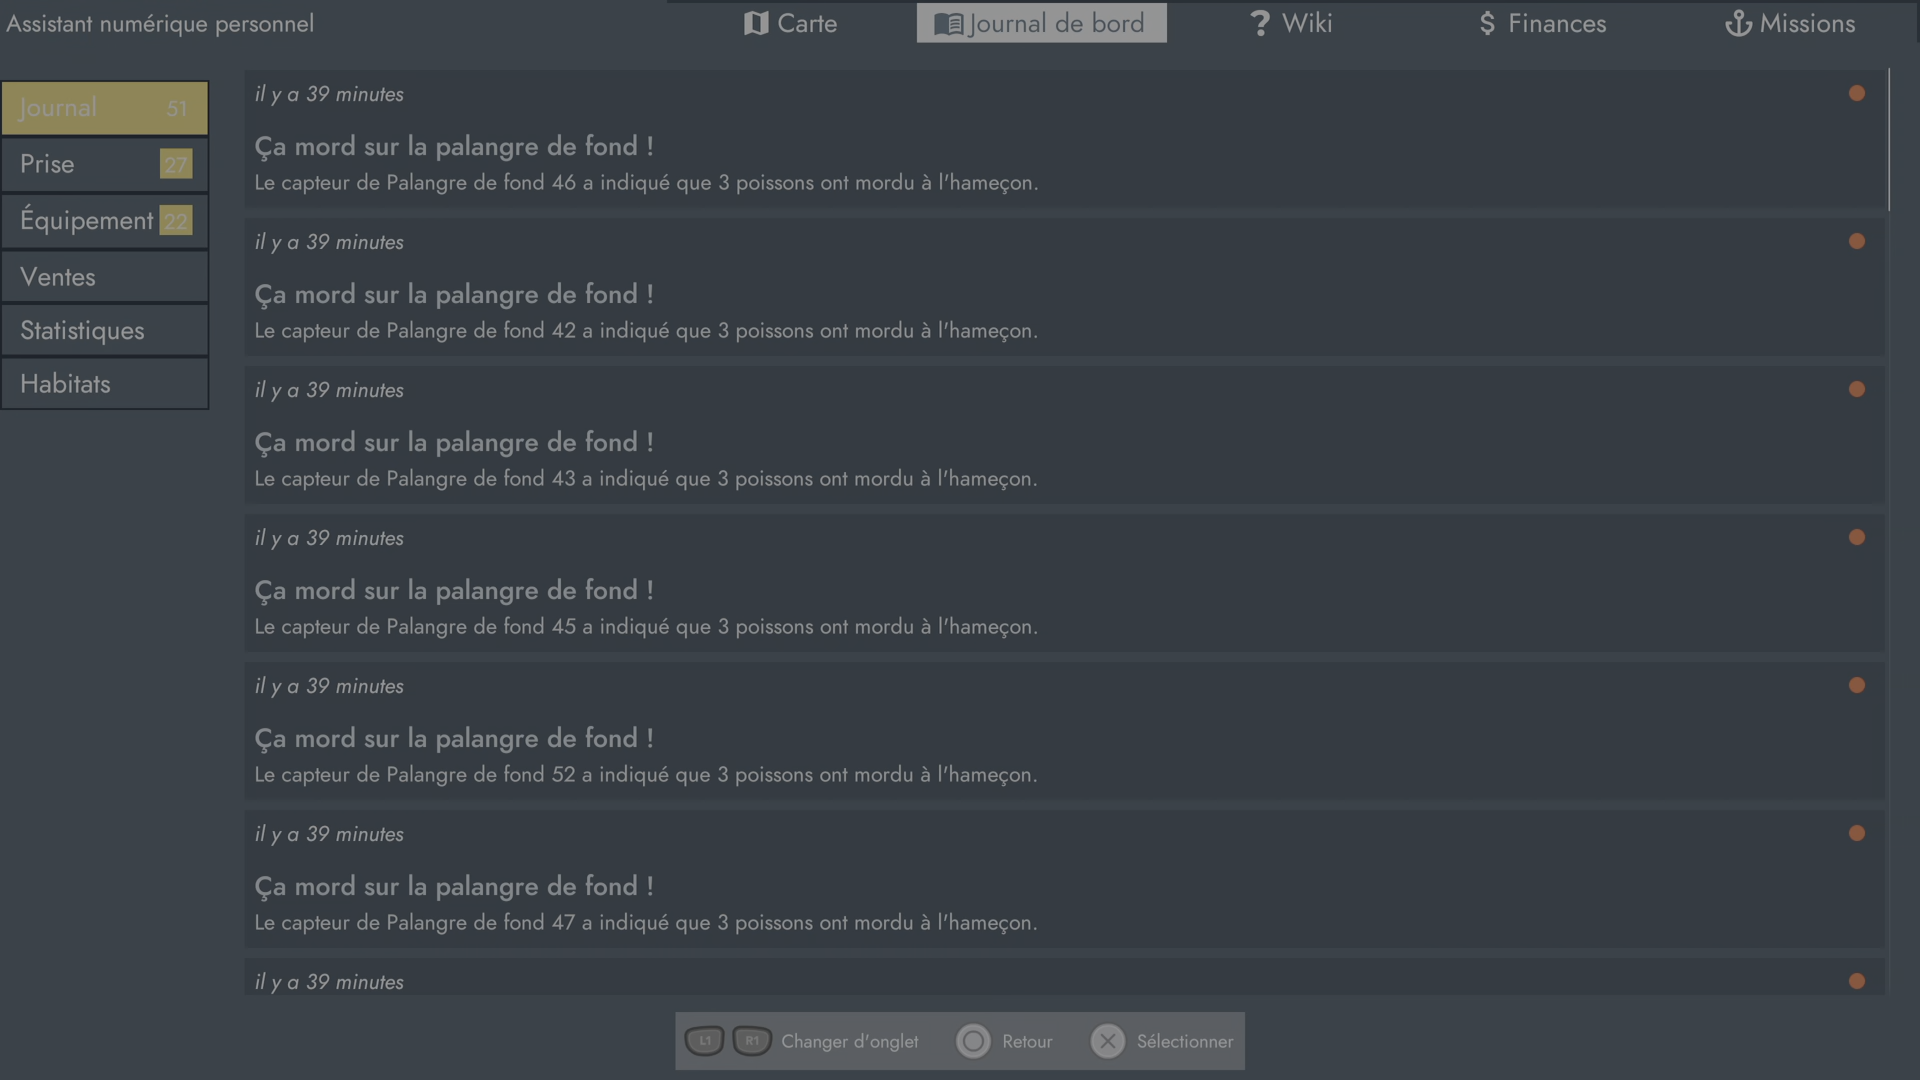 Assistant numérique personnel
Carte
Journal de bord
? Wiki
$ Finances
Missions
Journal 51
Prise 27
Équipement 22
Ventes
Statistiques
Habitats
il y a 39 minutes
Ça mord sur la palangre de fond !
Le capteur de Palangre de fond 46 a indiqué que 3 poissons ont mordu à l'hameçon.
il y a 39 minutes
Ça mord sur la palangre de fond !
Le capteur de Palangre de fond 42 a indiqué que 3 poissons ont mordu à l'hameçon.
il y a 39 minutes
Ça mord sur la palangre de fond !
Le capteur de Palangre de fond 43 a indiqué que 3 poissons ont mordu à l'hameçon.
il y a 39 minutes
Ça mord sur la palangre de fond !
Le capteur de Palangre de fond 45 a indiqué que 3 poissons ont mordu à l'hameçon.
il y a 39 minutes
Ça mord sur la palangre de fond !
Le capteur de Palangre de fond 52 a indiqué que 3 poissons ont mordu à l'hameçon.
il y a 39 minutes
Ça mord sur la palangre de fond !
Le capteur de Palangre de fond 47 a indiqué que 3 poissons ont mordu à l'hameçon.
il y a 39 minutes
L1 R1 Changer d'onglet
Retour
Sélectionner